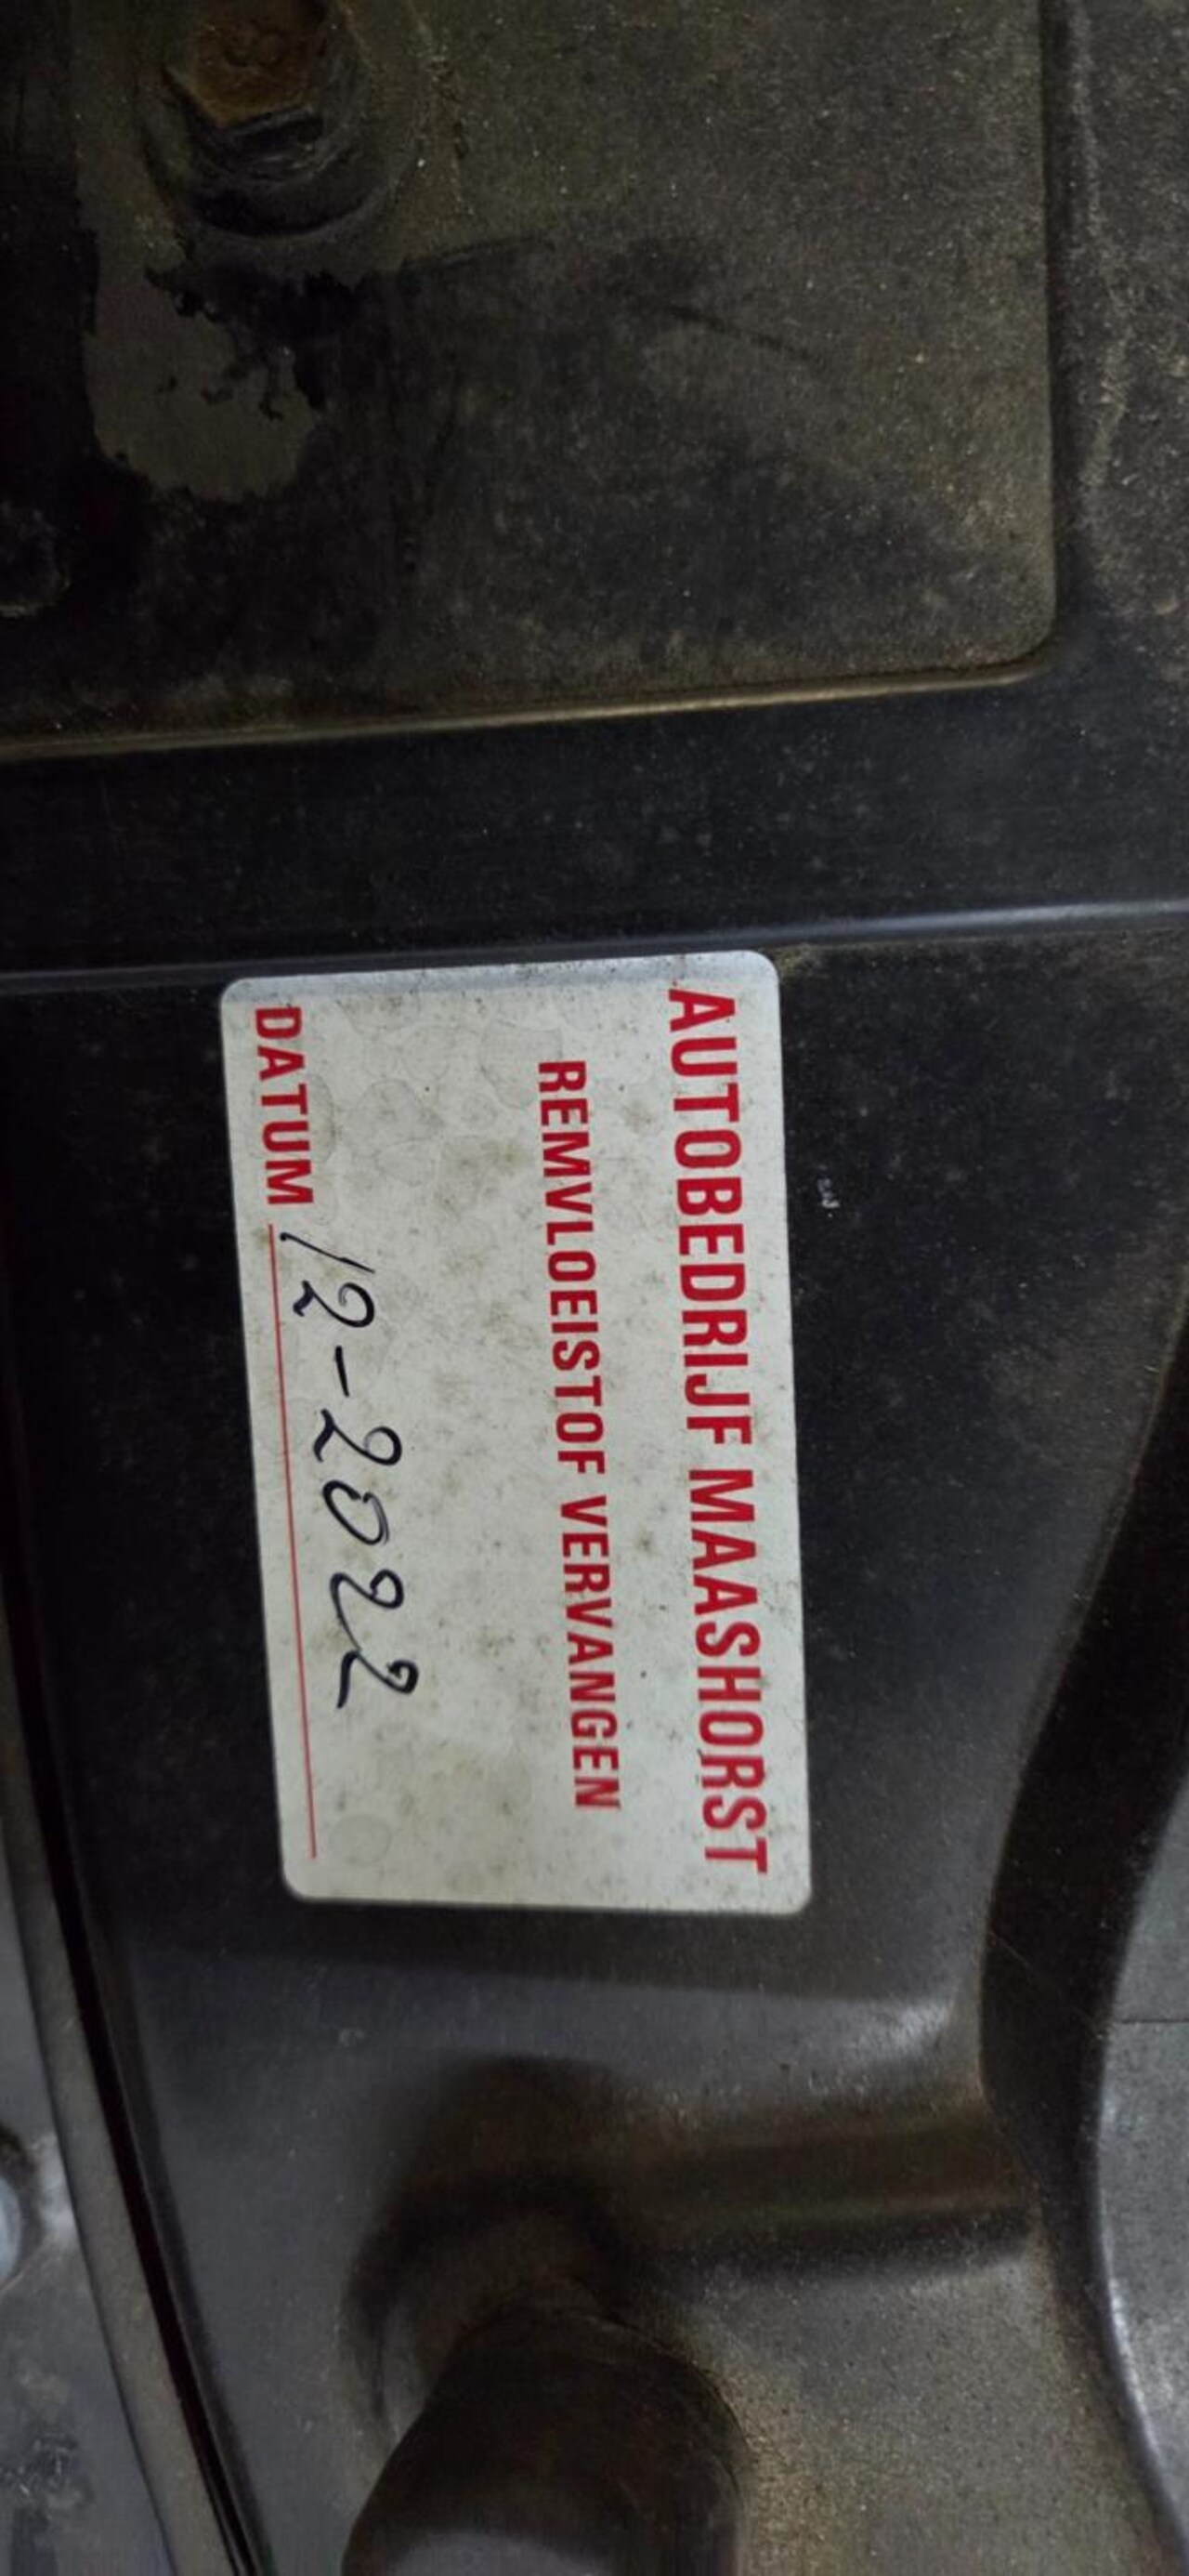 AUTOBEDRIJF MAASHORST
REMVLOEISTOF VERVANGEN
DATUM 12-2022